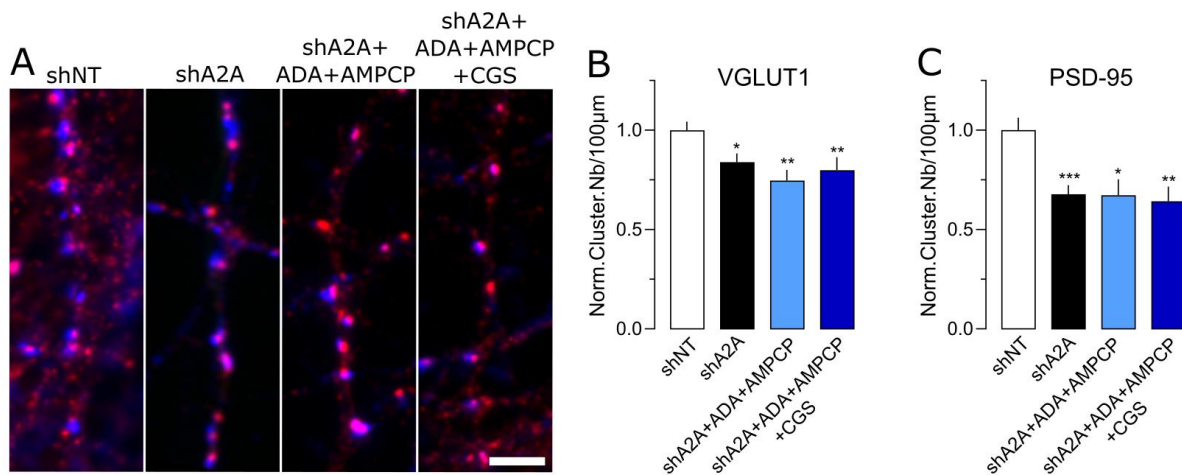 A
shNT
shA2A
shA2A+
ADA+AMPCP
shA2A+
ADA+AMPCP
+CGS
B
VGLUT1
Norm.Cluster.Nb/100µm
1.0
0.5
0.0
*
**
**
shNT
shA2A
shA2A+ADA+AMPCP
shA2A+ADA+AMPCP
+CGS
C
PSD-95
Norm.Cluster.Nb/100µm
1.0
0.5
0.0
***
*
**
shNT
shA2A
shA2A+ADA+AMPCP
shA2A+ADA+AMPCP
+CGS